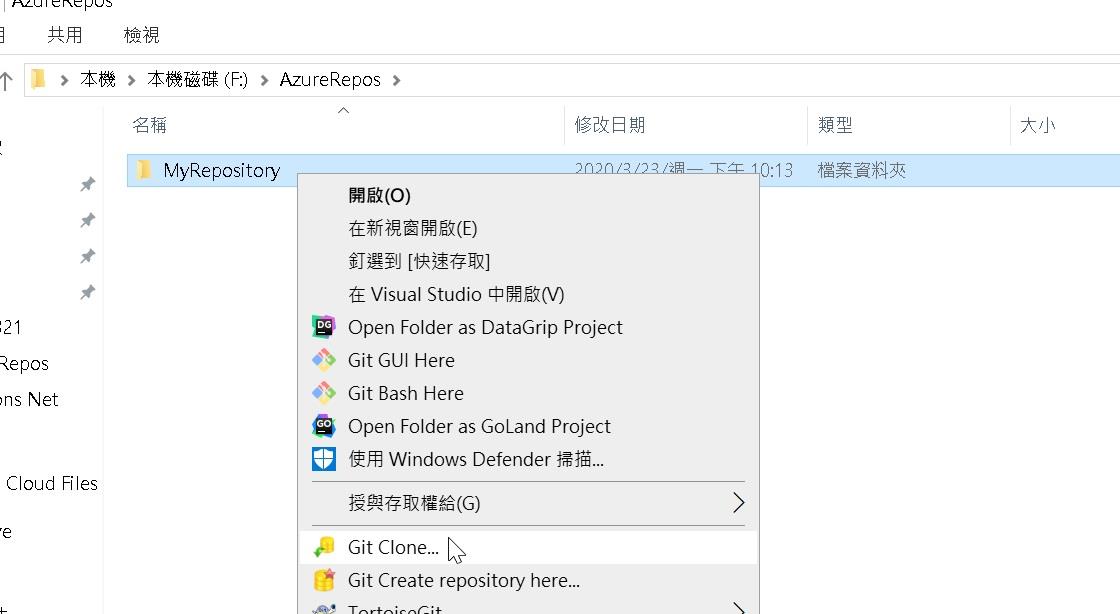 AzureRepos
共用 檢視
本機 本機磁碟 (F:) AzureRepos
名稱 修改日期 類型 大小
MyRepository 2020/3/23/週一 下午 10:13 檔案資料夾
開啟(O)
在新視窗開啟(E)
釘選到 [快速存取]
在 Visual Studio 中開啟(V)
321
Open Folder as DataGrip Project
Repos
Git GUI Here
ons Net
Git Bash Here
Open Folder as GoLand Project
使用 Windows Defender 掃描...
Cloud Files
授與存取權給(G)
Git Clone...
Git Create repository here...
TortoiseGit